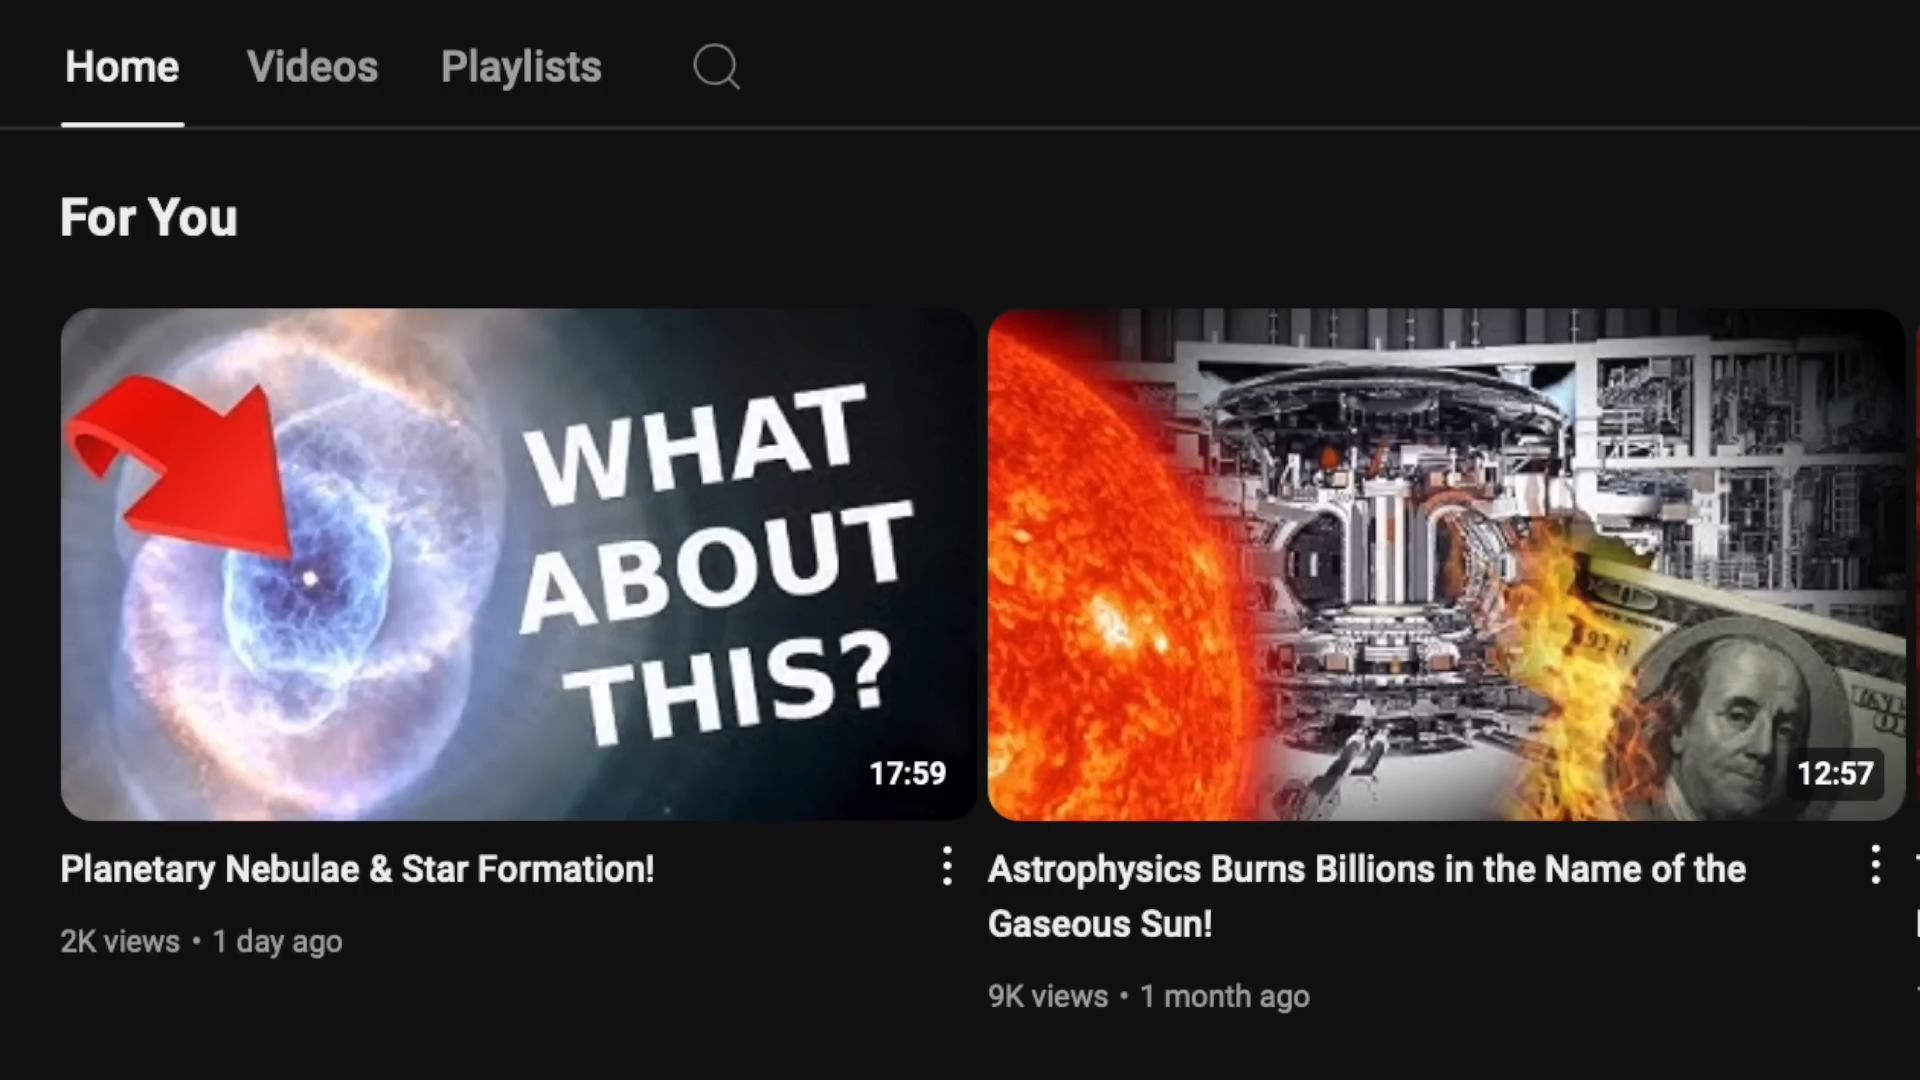 Home Videos Playlists
For You
WHAT
ABOUT
THIS?
17:59
12:57
Planetary Nebulae & Star Formation!
2K views • 1 day ago
Astrophysics Burns Billions in the Name of the
Gaseous Sun!
9K views • 1 month ago